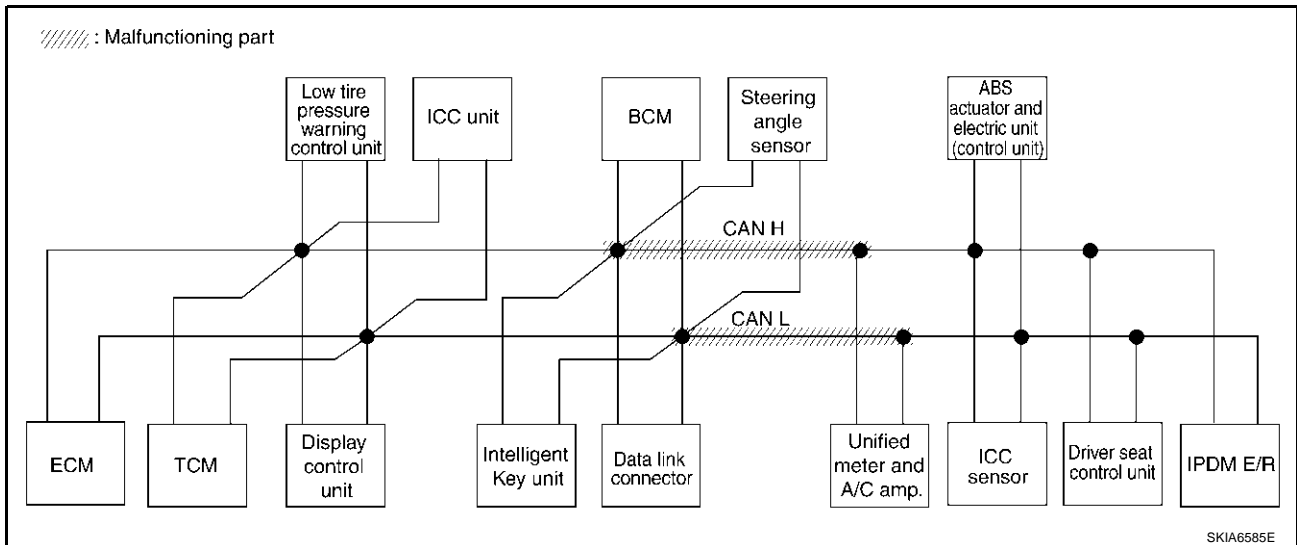 : Malfunctioning part
Low tire
pressure
warning
control unit
ICC unit
BCM
Steering
angle
sensor
ABS
actuator and
electric unit
(control unit)
CAN H
CAN L
ECM
TCM
Display
control
unit
Intelligent
Key unit
Data link
connector
Unified
meter and
A/C amp.
ICC
sensor
Driver seat
control unit
IPDM E/R
SKIA6585E